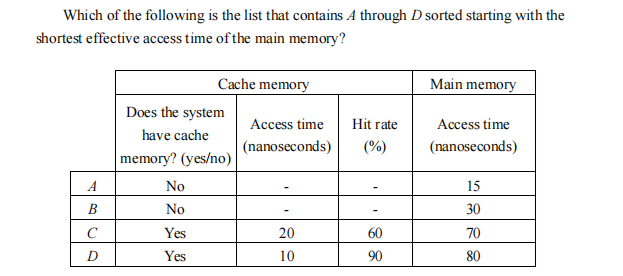 Which of the following is the list that contains A through D sorted starting with the
shortest effective access time of the main memory?
Cache memory Main memory
Does the system have cache memory? (yes/no) Access time (nanoseconds) Hit rate (%) Access time (nanoseconds)
A No - - 15
B No - - 30
C Yes 20 60 70
D Yes 10 90 80